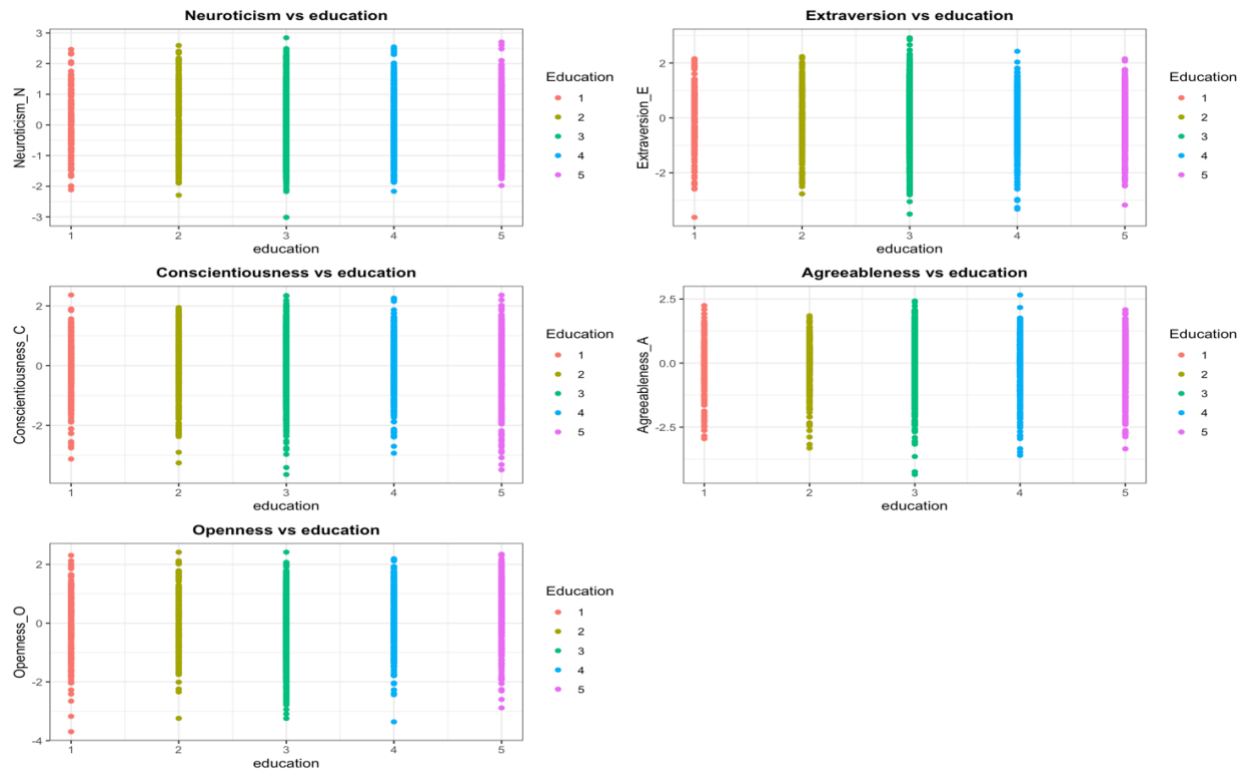 Neuroticism vs education
Neuroticism_N
3
2
1
0
-1
-2
-3
1 2 3 4 5
education
Education
1
2
3
4
5
Extraversion vs education
Extraversion_E
2
0
-2
1 2 3 4 5
education
Education
1
2
3
4
5
Conscientiousness vs education
Conscientiousness_C
2
0
-2
1 2 3 4 5
education
Education
1
2
3
4
5
Agreeableness vs education
Agreeableness_A
2.5
0.0
-2.5
1 2 3 4 5
education
Education
1
2
3
4
5
Openness vs education
Openness_O
2
0
-2
-4
1 2 3 4 5
education
Education
1
2
3
4
5